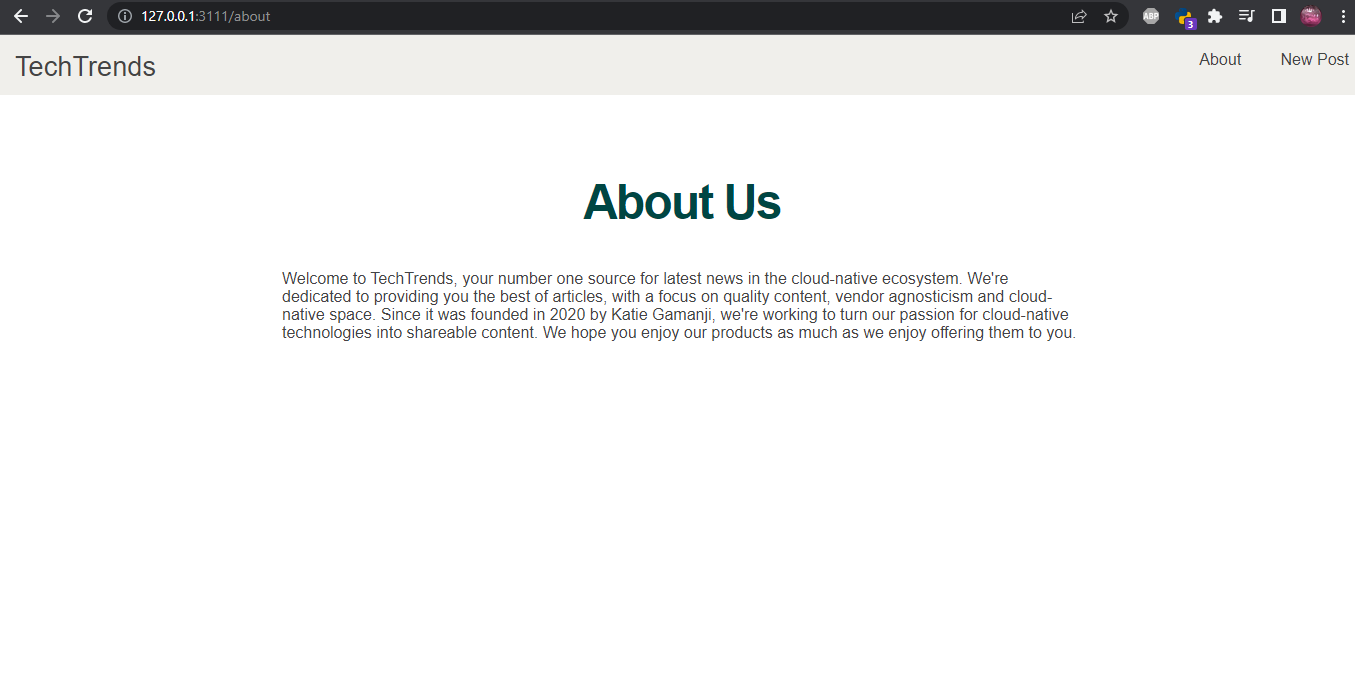 127.0.0.1:3111/about
ABP
3
TechTrends
About
New Post
About Us
Welcome to TechTrends, your number one source for latest news in the cloud-native ecosystem. We're
dedicated to providing you the best of articles, with a focus on quality content, vendor agnosticism and cloud-
native space. Since it was founded in 2020 by Katie Gamanji, we're working to turn our passion for cloud-native
technologies into shareable content. We hope you enjoy our products as much as we enjoy offering them to you.